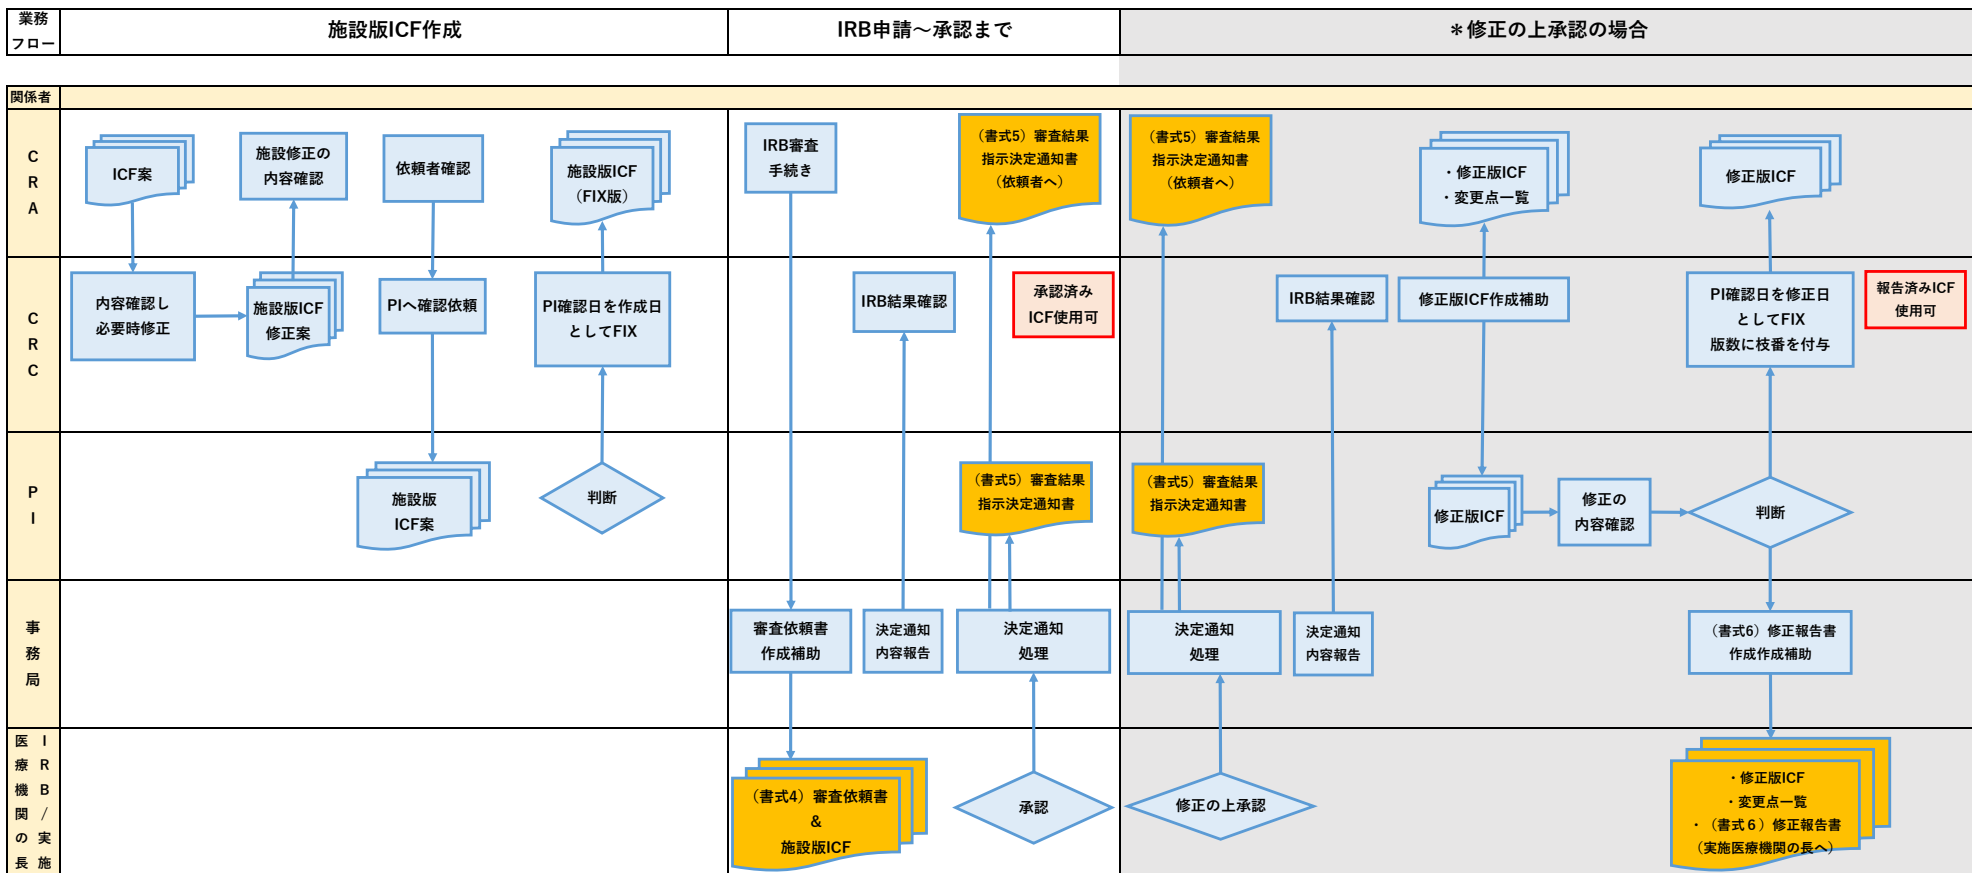 業務
フロー
施設版ICF作成
IRB申請～承認まで
＊修正の上承認の場合
関係者
CRA
ICF案
施設修正の
内容確認
依頼者確認
施設版ICF
（FIX版）
IRB審査
手続き
（書式5）審査結果
指示決定通知書
（依頼者へ）
（書式5）審査結果
指示決定通知書
（依頼者へ）
・修正版ICF
・変更点一覧
修正版ICF
CRC
内容確認し
必要時修正
施設版ICF
修正案
PIへ確認依頼
PI確認日を作成日
としてFIX
IRB結果確認
承認済み
ICF使用可
IRB結果確認
修正版ICF作成補助
PI確認日を修正日
としてFIX
版数に枝番を付与
報告済みICF
使用可
PI
施設版
ICF案
判断
（書式5）審査結果
指示決定通知書
（書式5）審査結果
指示決定通知書
修正版ICF
修正の
内容確認
判断
事務局
審査依頼書
作成補助
決定通知
内容報告
決定通知
処理
決定通知
処理
決定通知
内容報告
（書式6）修正報告書
作成作成補助
IRB/実施
医療機関の長
（書式4）審査依頼書
&
施設版ICF
承認
修正の上承認
・修正版ICF
・変更点一覧
・（書式６）修正報告書
（実施医療機関の長へ）